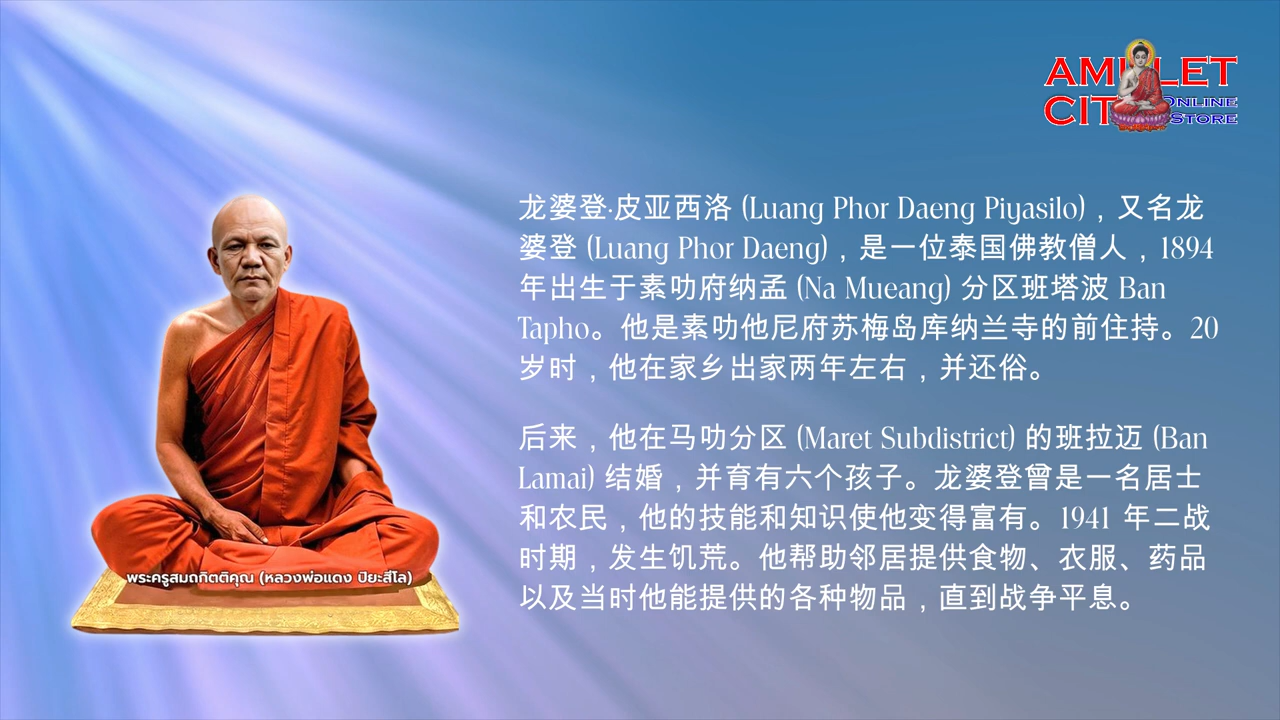 AMULET
CITY ONLINE
STORE
龙婆登·皮亚西洛 (Luang Phor Daeng Piyasilo)，又名龙
婆登 (Luang Phor Daeng)，是一位泰国佛教僧人，1894
年出生于素叻府纳孟 (Na Mueang) 分区班塔波 Ban
Tapho。他是素叻他尼府苏梅岛库纳兰寺的前住持。20
岁时，他在家乡出家两年左右，并还俗。
后来，他在马叻分区 (Maret Subdistrict) 的班拉迈 (Ban
Lamai) 结婚，并育有六个孩子。龙婆登曾是一名居士
和农民，他的技能和知识使他变得富有。1941 年二战
时期，发生饥荒。他帮助邻居提供食物、衣服、药品
以及当时他能提供的各种物品，直到战争平息。
พระครูสมถกิตติคุณ (หลวงพ่อแดง ปิยะสีโล)